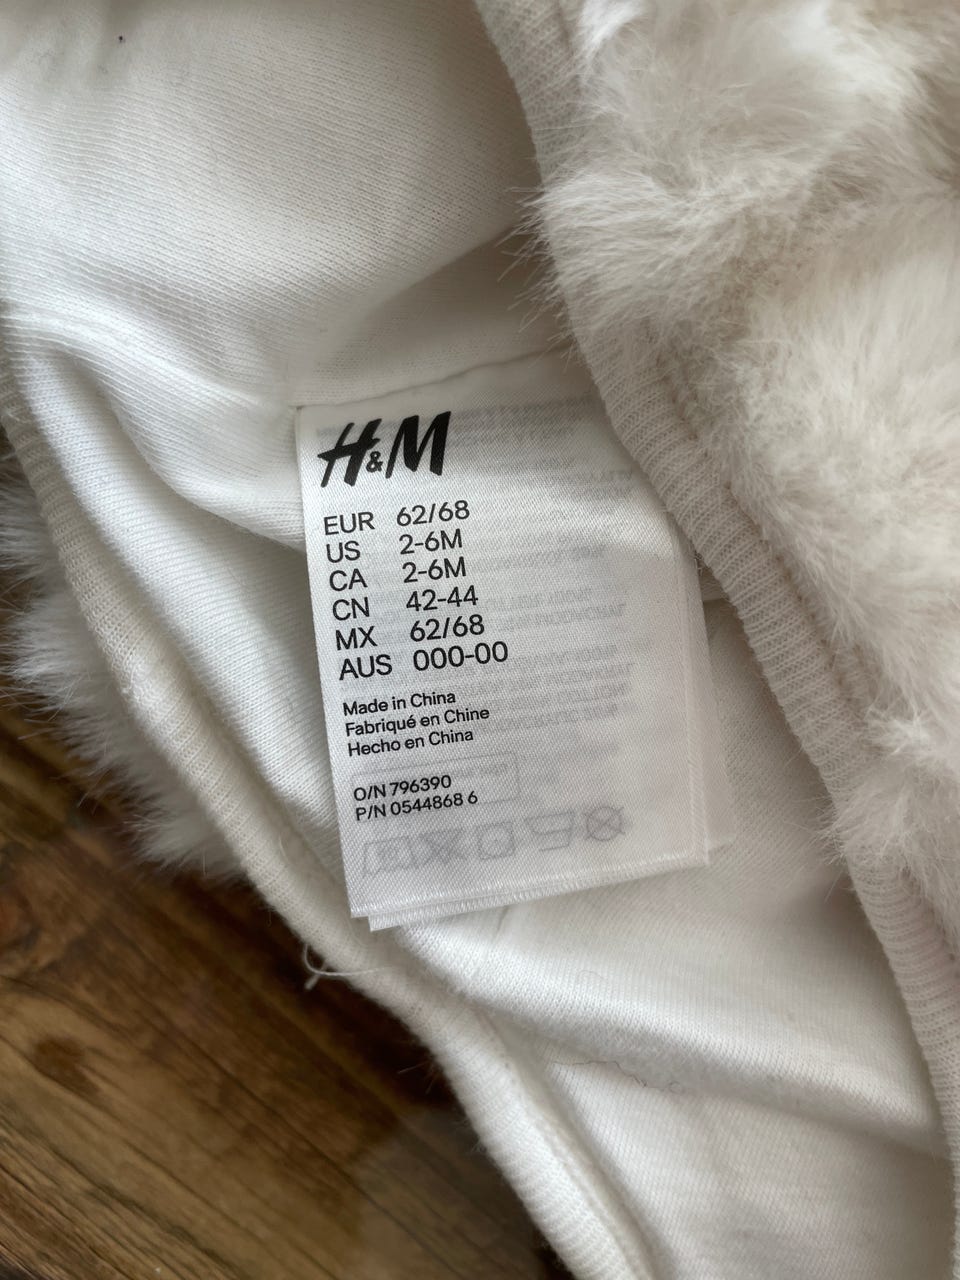 H&M
EUR 62/68
US 2-6M
CA 2-6M
CN 42-44
MX 62/68
AUS 000-00
Made in China
Fabriqué en Chine
Hecho en China
O/N 796390
P/N 0544868 6